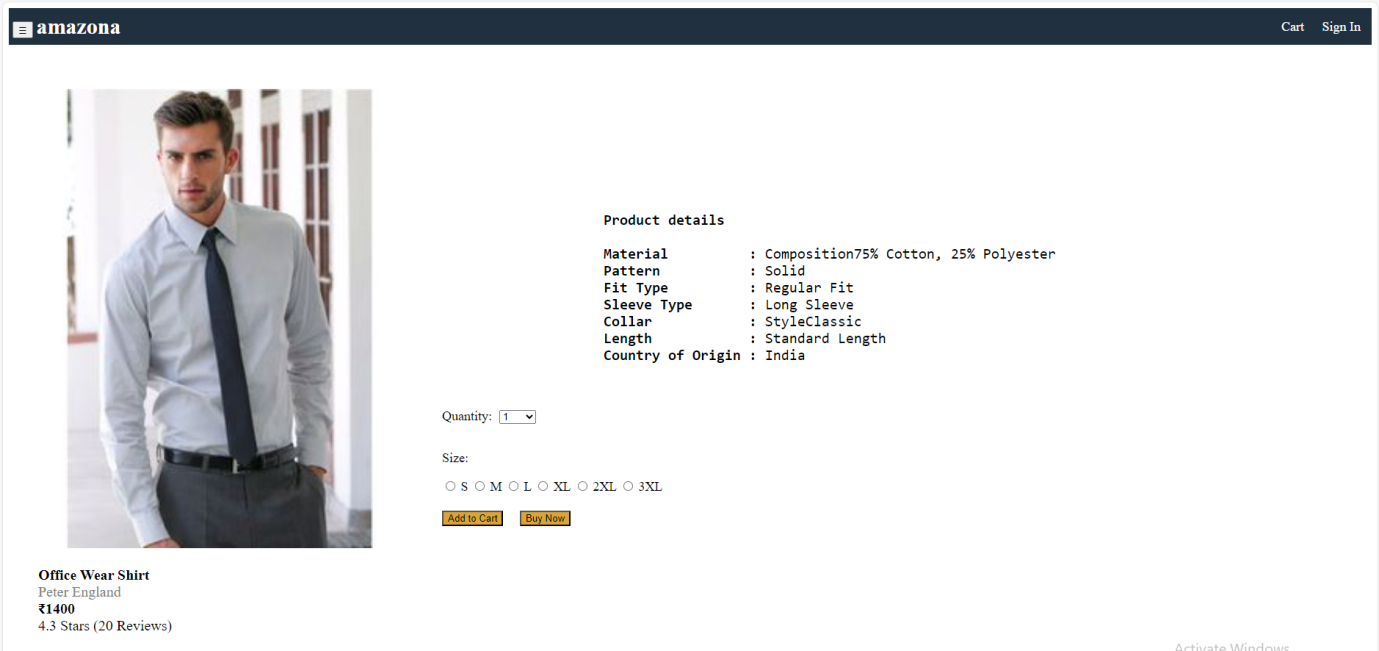 ☰ amazona Cart Sign In
Product details
Material : Composition75% Cotton, 25% Polyester
Pattern : Solid
Fit Type : Regular Fit
Sleeve Type : Long Sleeve
Collar : StyleClassic
Length : Standard Length
Country of Origin : India
Quantity: 1
Size:
S M L XL 2XL 3XL
Add to Cart Buy Now
Office Wear Shirt
Peter England
₹1400
4.3 Stars (20 Reviews)
Activate Windows